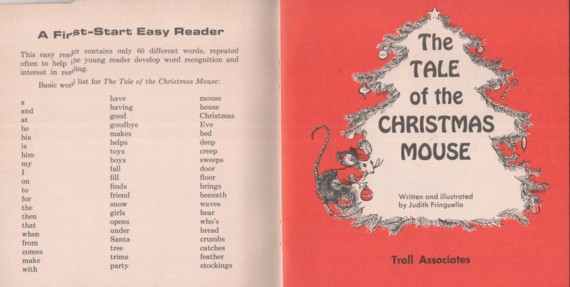 A First-Start Easy Reader
This easy reader contains only 60 different words, repeated
often to help the young reader develop word recognition and
interest in reading.
Basic word list for The Tale of the Christmas Mouse:
a
and
at
he
his
is
him
my
I
on
to
for
the
then
that
when
from
comes
make
with
have
having
good
goodbye
makes
helps
toys
boys
fall
fill
finds
friend
snow
girls
opens
under
Santa
tree
trims
party
mouse
house
Christmas
Eve
bed
deep
creep
sweeps
door
floor
brings
beneath
waves
hear
who's
bread
crumbs
catches
feather
stockings
The
TALE
of the
CHRISTMAS
MOUSE
Written and illustrated
by Judith Fringuello
Troll Associates